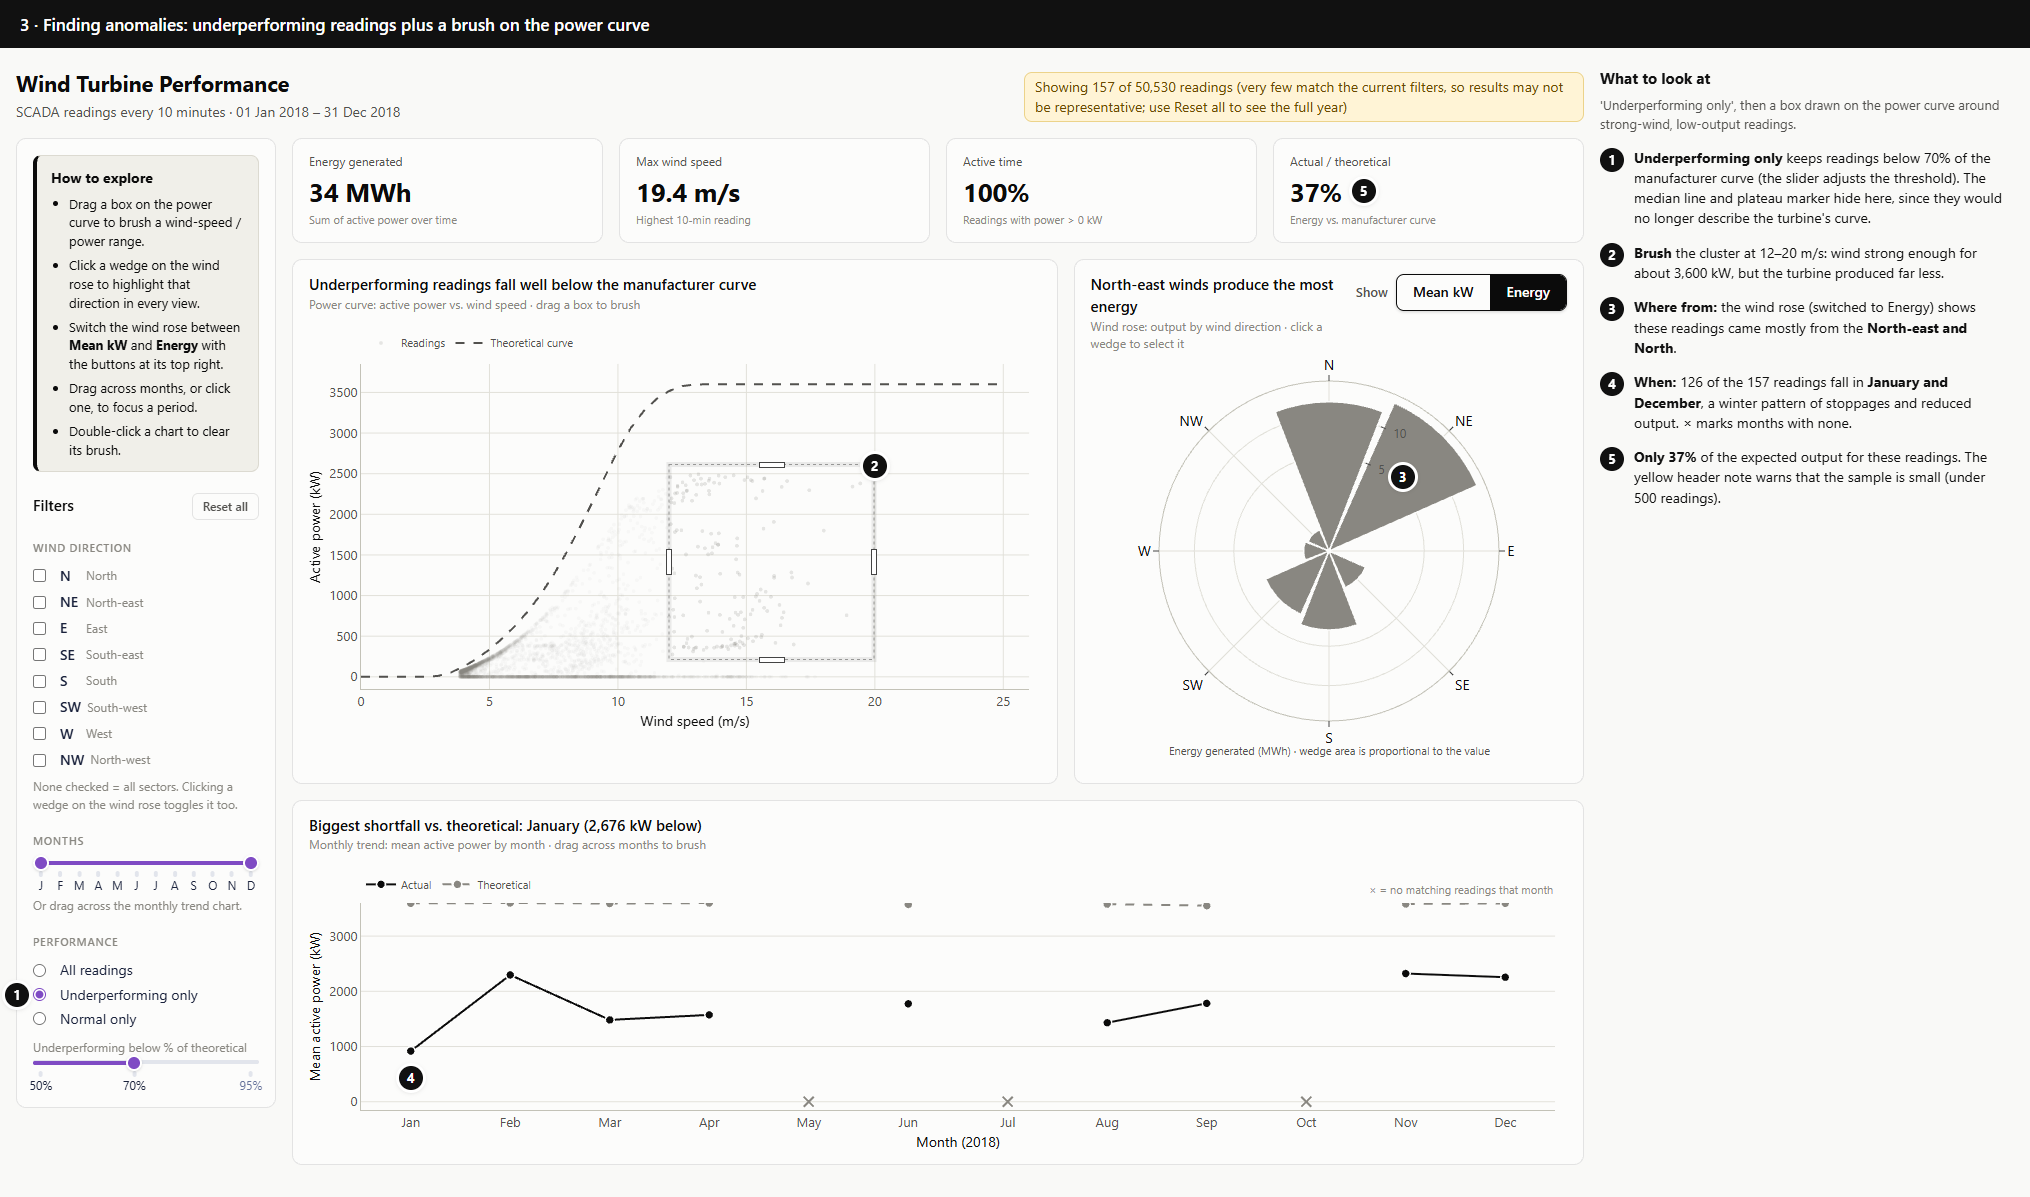 3 · Finding anomalies: underperforming readings plus a brush on the power curve
Wind Turbine Performance
SCADA readings every 10 minutes · 01 Jan 2018 – 31 Dec 2018
Showing 157 of 50,530 readings (very few match the current filters, so results may not
be representative; use Reset all to see the full year)
How to explore
• Drag a box on the power
curve to brush a wind-speed /
power range.
• Click a wedge on the wind
rose to highlight that
direction in every view.
• Switch the wind rose between
Mean kW and Energy with
the buttons at its top right.
• Drag across months, or click
one, to focus a period.
• Double-click a chart to clear
its brush.
Filters
Reset all
WIND DIRECTION
N North
NE North-east
E East
SE South-east
S South
SW South-west
W West
NW North-west
None checked = all sectors. Clicking a
wedge on the wind rose toggles it too.
MONTHS
J F M A M J J A S O N D
Or drag across the monthly trend chart.
PERFORMANCE
All readings
1 Underperforming only
Normal only
Underperforming below % of theoretical
50% 70% 95%
Energy generated
34 MWh
Sum of active power over time
Max wind speed
19.4 m/s
Highest 10-min reading
Active time
100%
Readings with power > 0 kW
Actual / theoretical
37% 5
Energy vs. manufacturer curve
Underperforming readings fall well below the manufacturer curve
Power curve: active power vs. wind speed · drag a box to brush
Readings Theoretical curve
Active power (kW)
3500
3000
2500
2000
1500
1000
500
0
2
0 5 10 15 20 25
Wind speed (m/s)
North-east winds produce the most
energy
Show Mean kW Energy
Wind rose: output by wind direction · click a
wedge to select it
N
NW NE
10
5 3
W E
SW SE
S
Energy generated (MWh) · wedge area is proportional to the value
Biggest shortfall vs. theoretical: January (2,676 kW below)
Monthly trend: mean active power by month · drag across months to brush
Actual Theoretical
× = no matching readings that month
Mean active power (kW)
3000
2000
1000
0
4
Jan Feb Mar Apr May Jun Jul Aug Sep Oct Nov Dec
Month (2018)
What to look at
'Underperforming only', then a box drawn on the power curve around
strong-wind, low-output readings.
1 Underperforming only keeps readings below 70% of the
manufacturer curve (the slider adjusts the threshold). The
median line and plateau marker hide here, since they would
no longer describe the turbine's curve.
2 Brush the cluster at 12–20 m/s: wind strong enough for
about 3,600 kW, but the turbine produced far less.
3 Where from: the wind rose (switched to Energy) shows
these readings came mostly from the North-east and
North.
4 When: 126 of the 157 readings fall in January and
December, a winter pattern of stoppages and reduced
output. × marks months with none.
5 Only 37% of the expected output for these readings. The
yellow header note warns that the sample is small (under
500 readings).